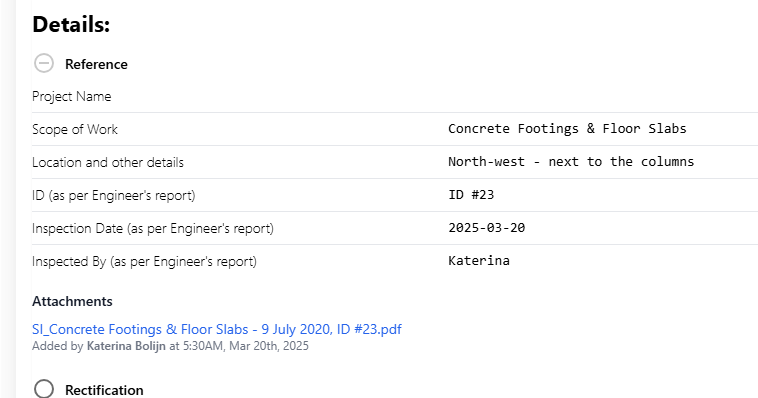 Details:
Reference
Project Name
Scope of Work Concrete Footings & Floor Slabs
Location and other details North-west - next to the columns
ID (as per Engineer's report) ID #23
Inspection Date (as per Engineer's report) 2025-03-20
Inspected By (as per Engineer's report) Katerina
Attachments
SI_Concrete Footings & Floor Slabs - 9 July 2020, ID #23.pdf
Added by Katerina Bolijn at 5:30AM, Mar 20th, 2025
Rectification